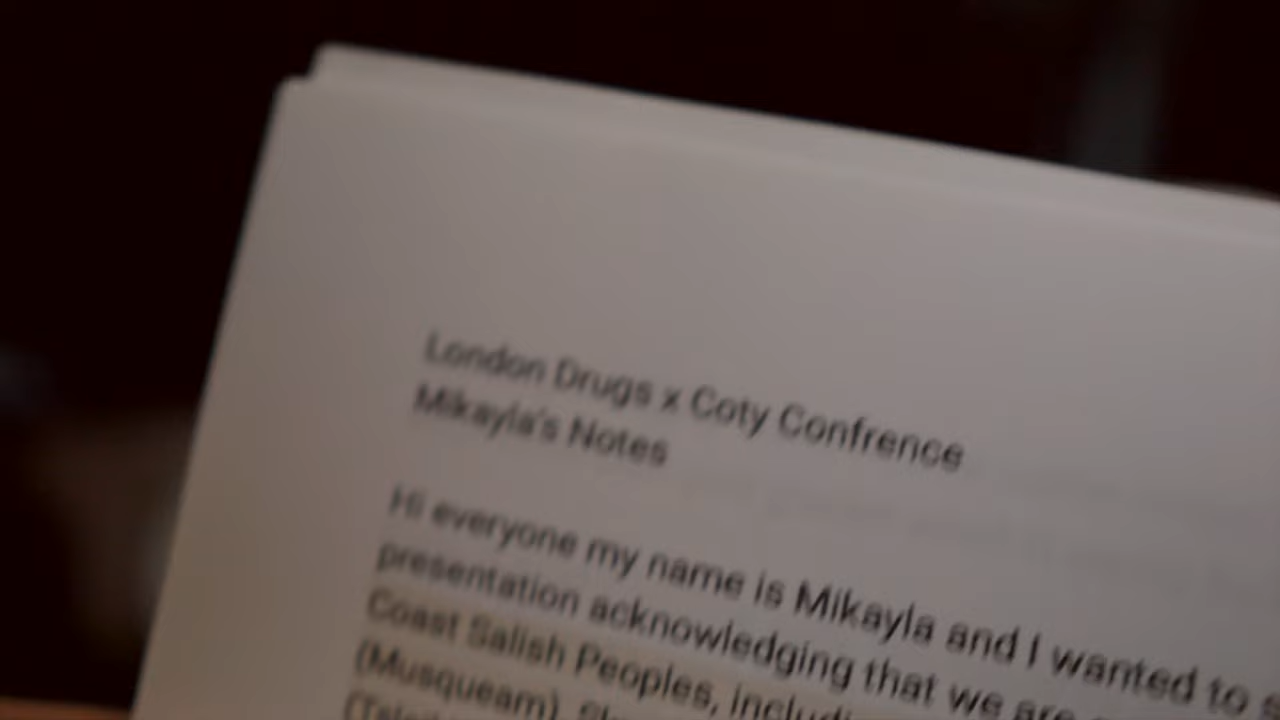 London Drugs x Coty Confrence
Mikayla's Notes
Hi everyone my name is Mikayla and I wanted to
presentation acknowledging that we are
Coast Salish Peoples,
(Musqueam),